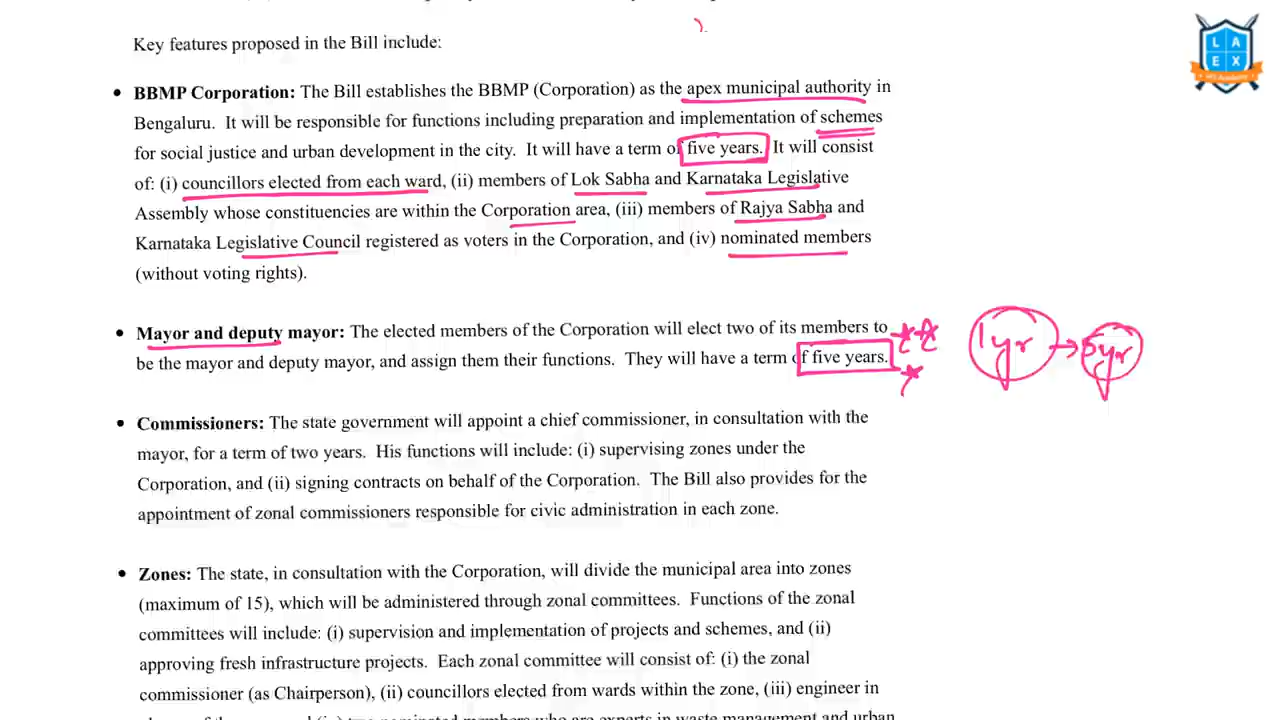 Key features proposed in the Bill include:
L A
E X
• BBMP Corporation: The Bill establishes the BBMP (Corporation) as the apex municipal authority in
Bengaluru. It will be responsible for functions including preparation and implementation of schemes
for social justice and urban development in the city. It will have a term of five years. It will consist
of: (i) councillors elected from each ward, (ii) members of Lok Sabha and Karnataka Legislative
Assembly whose constituencies are within the Corporation area, (iii) members of Rajya Sabha and
Karnataka Legislative Council registered as voters in the Corporation, and (iv) nominated members
(without voting rights).
• Mayor and deputy mayor: The elected members of the Corporation will elect two of its members to
be the mayor and deputy mayor, and assign them their functions. They will have a term of five years.
1yr → 5yr
• Commissioners: The state government will appoint a chief commissioner, in consultation with the
mayor, for a term of two years. His functions will include: (i) supervising zones under the
Corporation, and (ii) signing contracts on behalf of the Corporation. The Bill also provides for the
appointment of zonal commissioners responsible for civic administration in each zone.
• Zones: The state, in consultation with the Corporation, will divide the municipal area into zones
(maximum of 15), which will be administered through zonal committees. Functions of the zonal
committees will include: (i) supervision and implementation of projects and schemes, and (ii)
approving fresh infrastructure projects. Each zonal committee will consist of: (i) the zonal
commissioner (as Chairperson), (ii) councillors elected from wards within the zone, (iii) engineer in
nominated members who are experts in waste management and urban